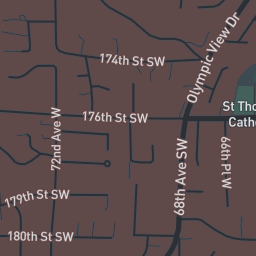 174th St SW
Olympic View Dr
St Tho
Cath
176th St SW
72nd Ave W
66th Pl W
68th Ave SW
179th St SW
180th St SW